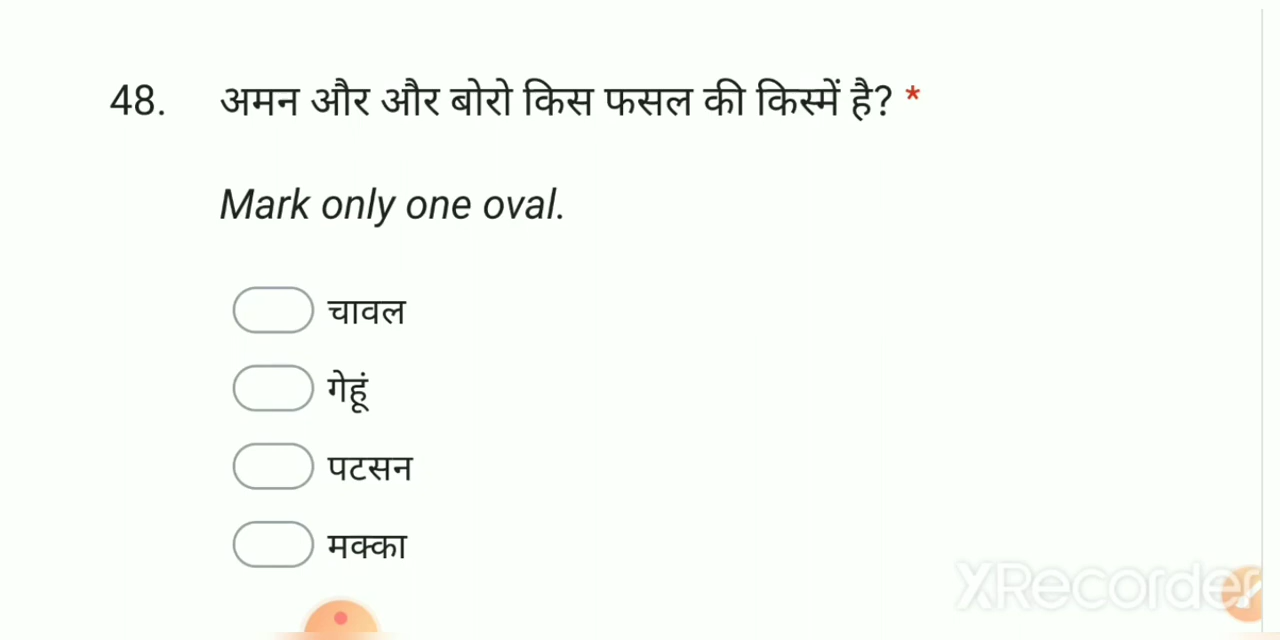 48. अमन और और बोरो किस फसल की किस्में है? *
Mark only one oval.
चावल
गेहूं
पटसन
मक्का
XRecorder